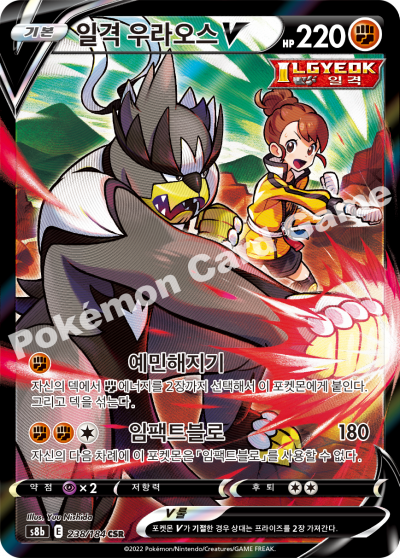 기본 일격 우라오스 V HP 220
ILGYEOK
일격
Pokémon Card Game
예민해지기
자신의 덱에서 에너지를 2장까지 선택해서 이 포켓몬에게 붙인다.
그리고 덱을 섞는다.
임팩트블로 180
자신의 다음 차례에 이 포켓몬은 「임팩트블로」를 사용할 수 없다.
약점 ×2 저항력 후퇴
Illus. Yuu Nishida
V 룰
s8b E 238/184 CSR
포켓몬 V가 기절한 경우 상대는 프라이즈를 2장 가져간다.
©2022 Pokémon/Nintendo/Creatures/GAME FREAK.